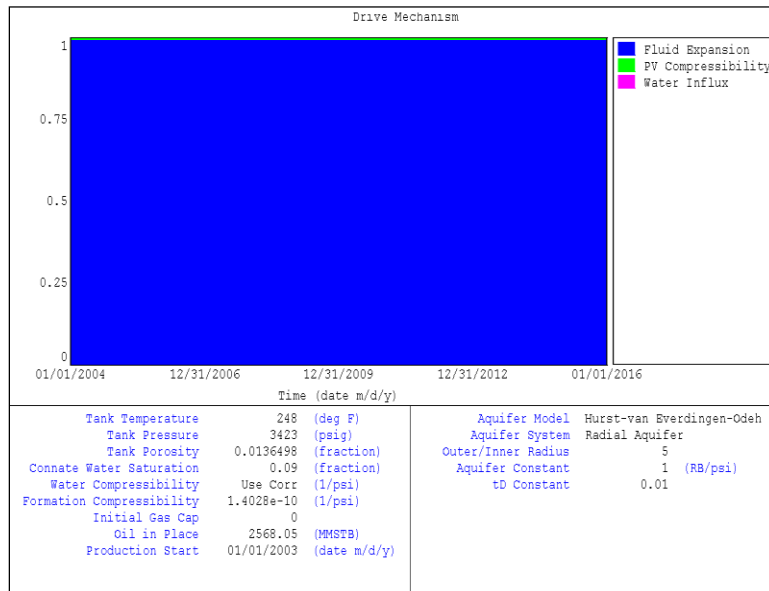 Drive Mechanism
1
0.75
0.5
0.25
0
01/01/2004 12/31/2006 12/31/2009 12/31/2012 01/01/2016
Time (date m/d/y)
Fluid Expansion
PV Compressibility
Water Influx
Tank Temperature 248 (deg F)
Tank Pressure 3423 (psig)
Tank Porosity 0.0136498 (fraction)
Connate Water Saturation 0.09 (fraction)
Water Compressibility Use Corr (1/psi)
Formation Compressibility 1.4028e-10 (1/psi)
Initial Gas Cap 0
Oil in Place 2568.05 (MMSTB)
Production Start 01/01/2003 (date m/d/y)
Aquifer Model Hurst-van Everdingen-Odeh
Aquifer System Radial Aquifer
Outer/Inner Radius 5
Aquifer Constant 1 (RB/psi)
tD Constant 0.01